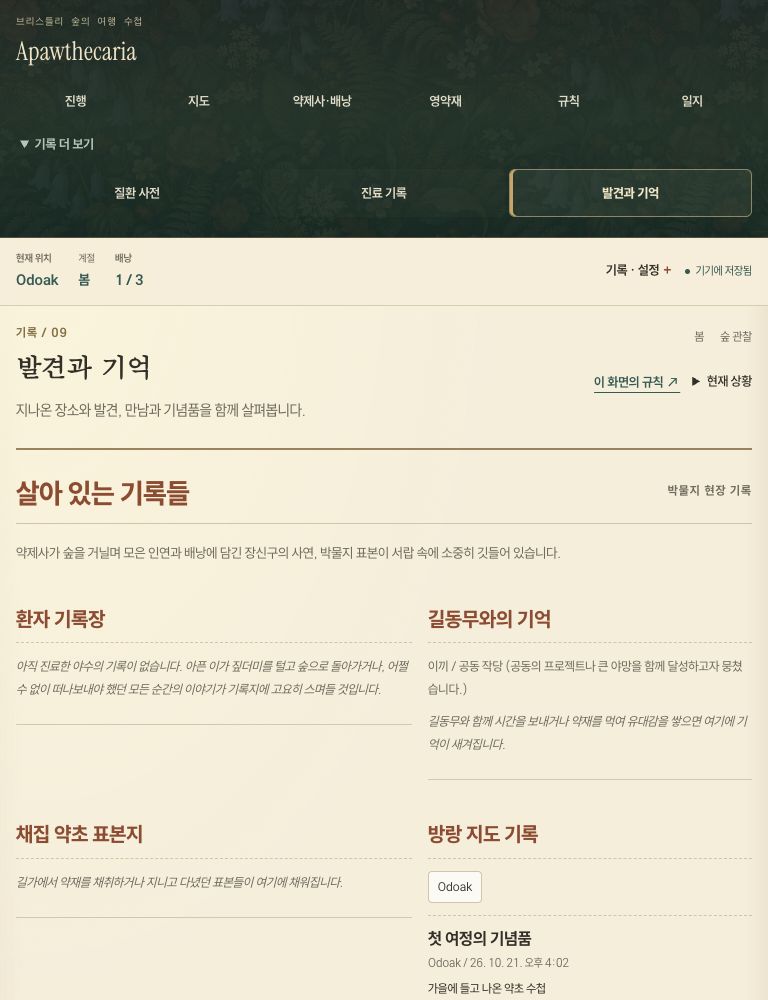 브리스틀리 숲의 여행 수첩
Apawthecaria
진행 지도 약제사·배낭 영약재 규칙 일지
▼ 기록 더 보기
질환 사전 진료 기록 발견과 기억
현재 위치 계절 배낭
Odoak 봄 1 / 3
기록 · 설정 + ● 기기에 저장됨
기록 / 09
봄 숲 관찰
발견과 기억
이 화면의 규칙 ↗ ▶ 현재 상황
지나온 장소와 발견, 만남과 기념품을 함께 살펴봅니다.
살아 있는 기록들
박물지 현장 기록
약제사가 숲을 거닐며 모은 인연과 배낭에 담긴 장신구의 사연, 박물지 표본이 서랍 속에 소중히 깃들어 있습니다.
환자 기록장
아직 진료한 야수의 기록이 없습니다. 아픈 이가 짚더미를 털고 숲으로 돌아가거나, 어쩔
수 없이 떠나보내야 했던 모든 순간의 이야기가 기록지에 고요히 스며들 것입니다.
길동무와의 기억
이끼 / 공동 작당 (공동의 프로젝트나 큰 야망을 함께 달성하고자 뭉쳤
습니다.)
길동무와 함께 시간을 보내거나 약재를 먹여 유대감을 쌓으면 여기에 기
억이 새겨집니다.
채집 약초 표본지
길가에서 약재를 채취하거나 지니고 다녔던 표본들이 여기에 채워집니다.
방랑 지도 기록
Odoak
첫 여정의 기념품
Odoak / 26. 10. 21. 오후 4:02
가을에 들고 나온 약초 수첩